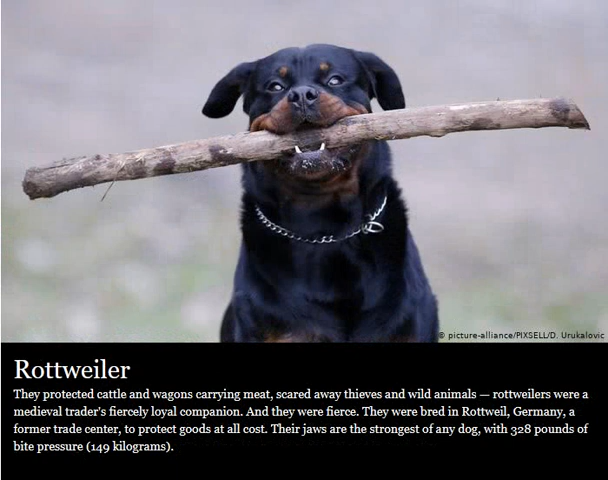 © picture-alliance/PIXSELL/D. Urukalovic
Rottweiler
They protected cattle and wagons carrying meat, scared away thieves and wild animals — rottweilers were a
medieval trader's fiercely loyal companion. And they were fierce. They were bred in Rottweil, Germany, a
former trade center, to protect goods at all cost. Their jaws are the strongest of any dog, with 328 pounds of
bite pressure (149 kilograms).